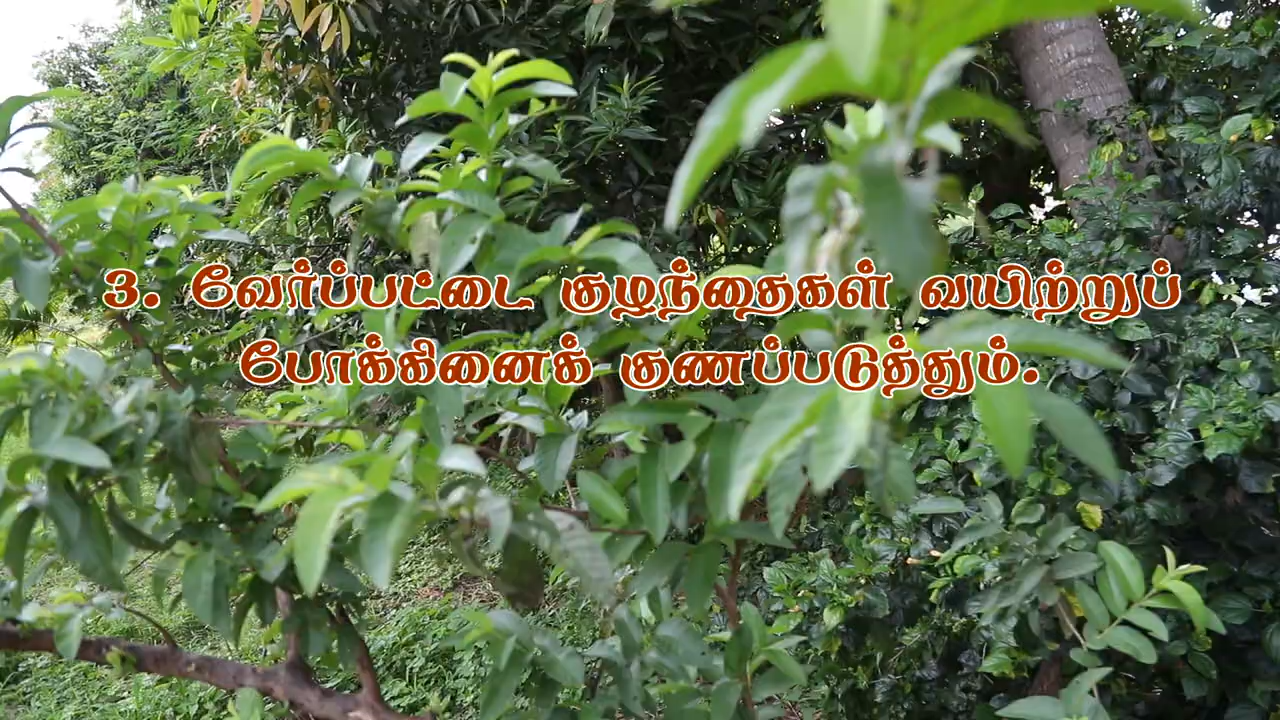 3. வேர்ப்பட்டை குழந்தைகள் வயிற்றுப்
போக்கினைக் குணப்படுத்தும்.